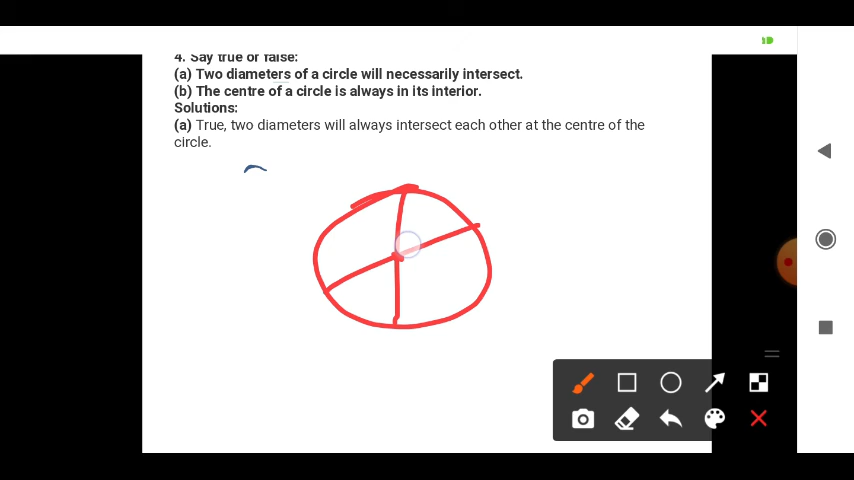 4. Say true or false:
(a) Two diameters of a circle will necessarily intersect.
(b) The centre of a circle is always in its interior.
Solutions:
(a) True, two diameters will always intersect each other at the centre of the
circle.